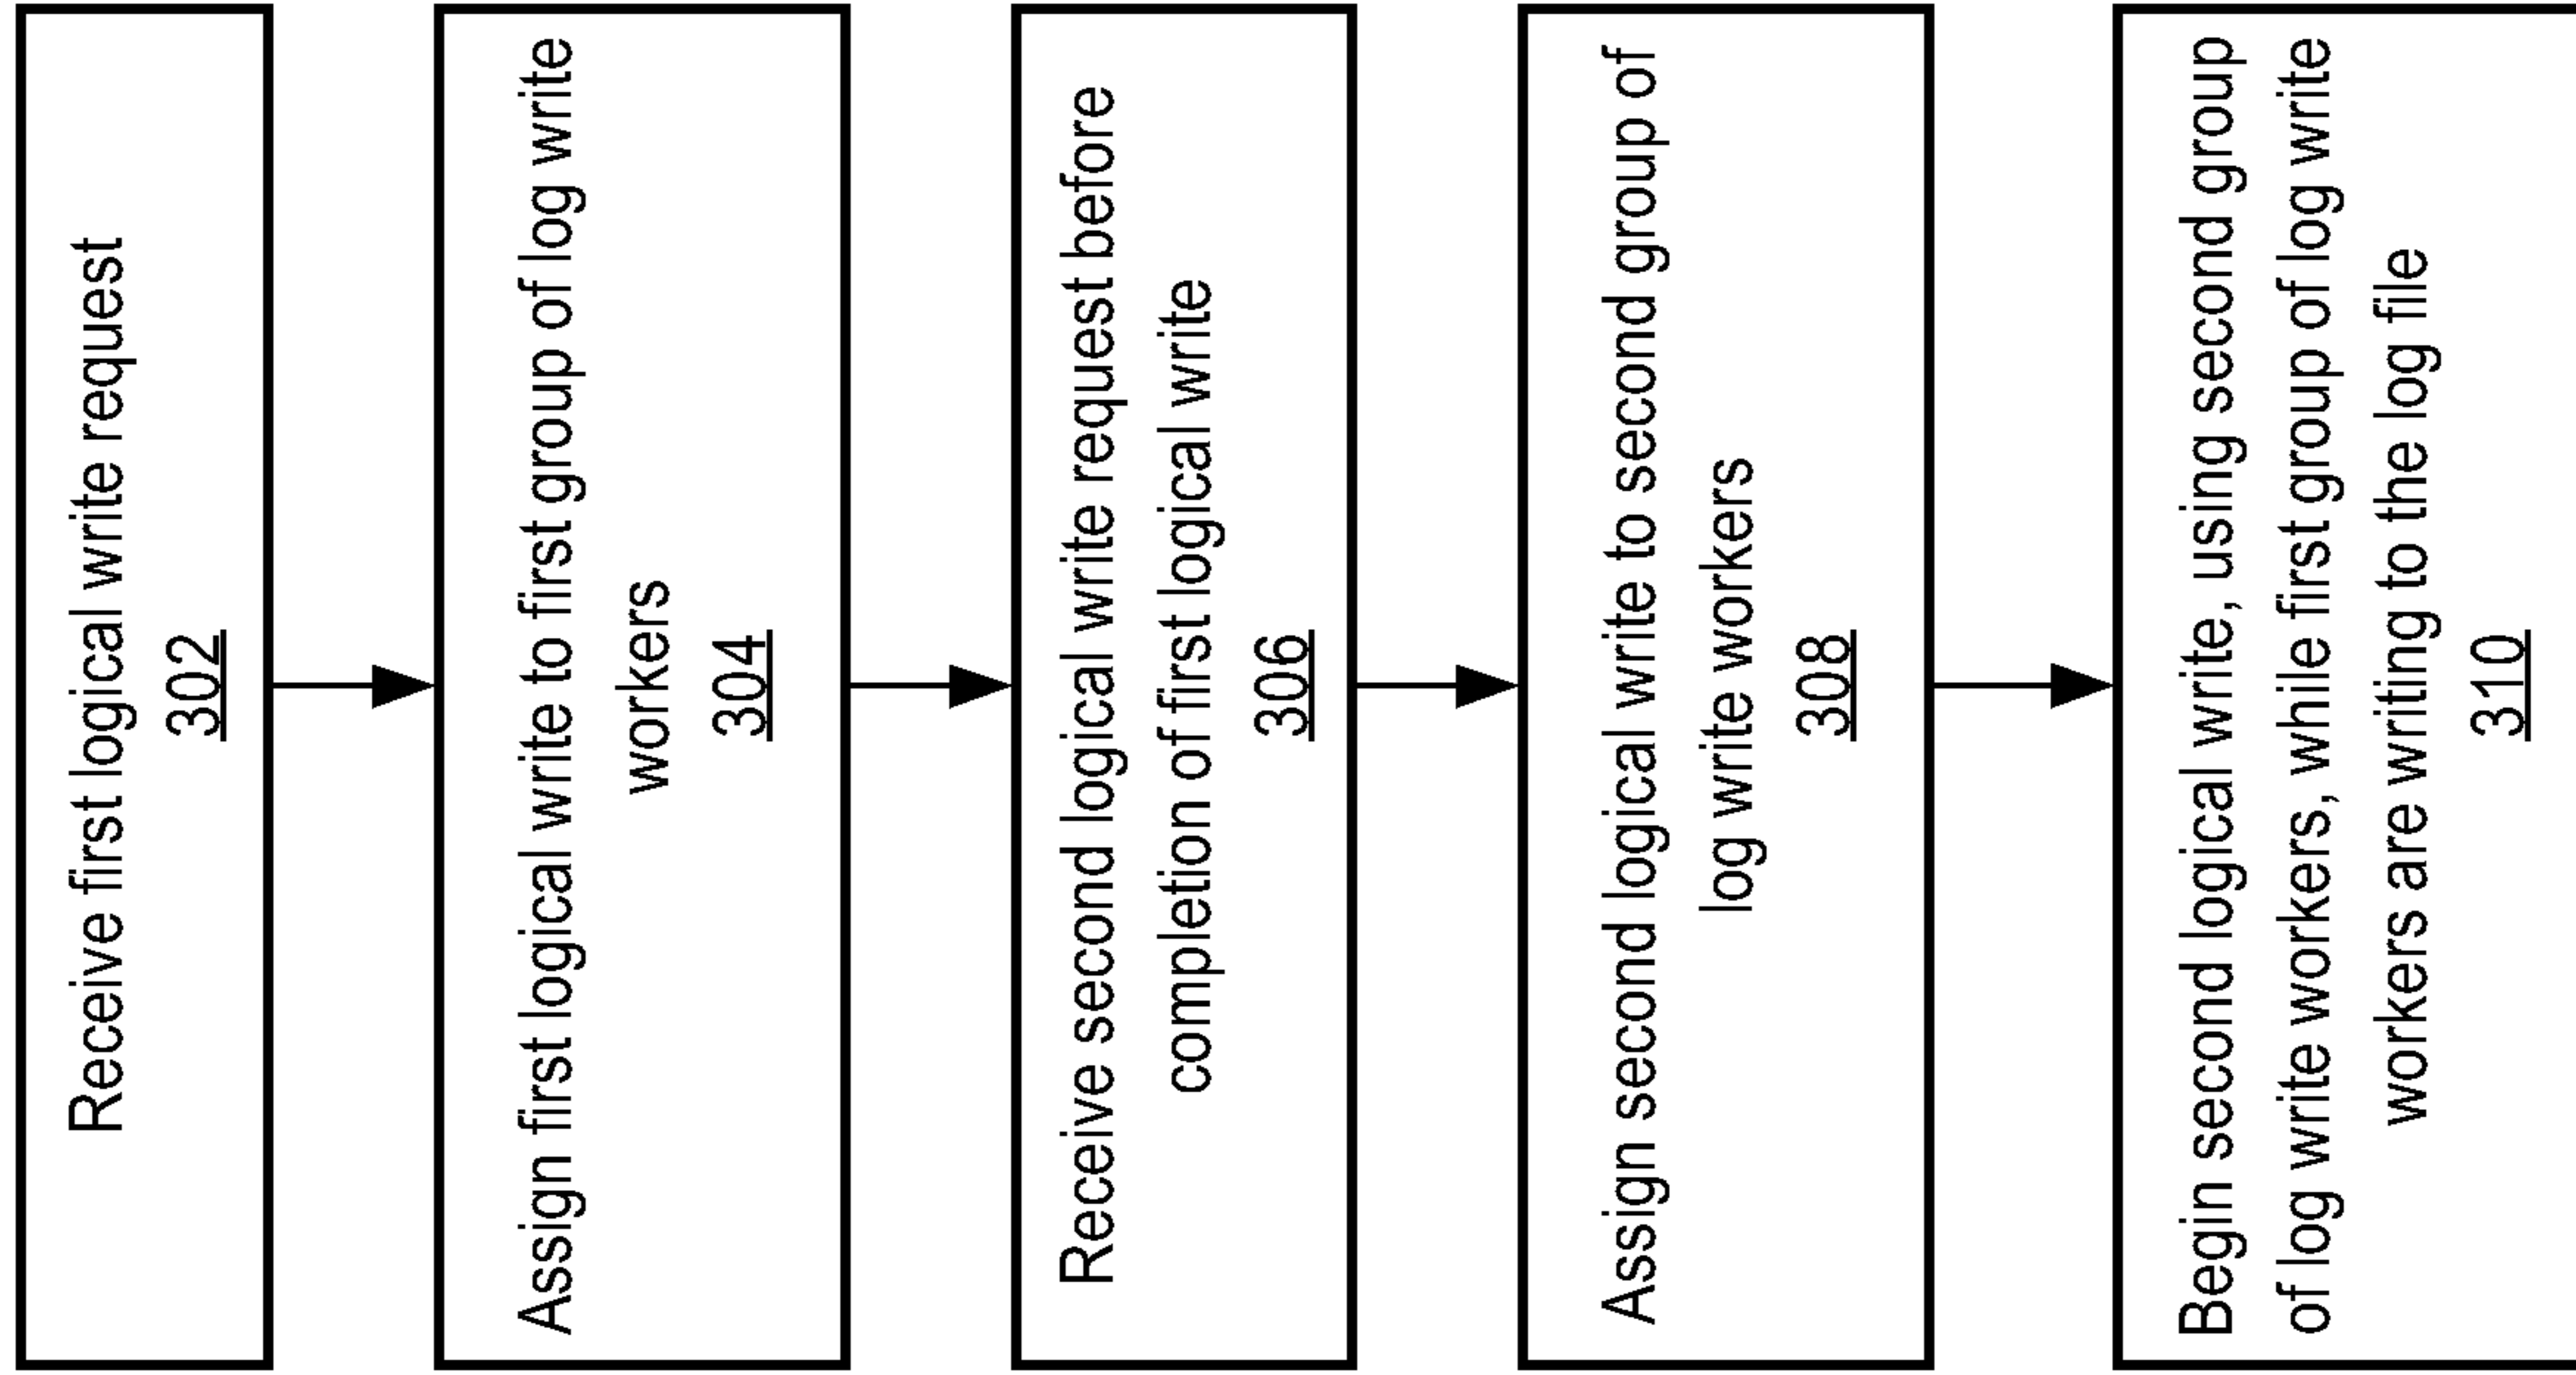 Receive first logical write request
302
Assign first logical write to first group of log write
workers
304
Receive second logical write request before
completion of first logical write
306
Assign second logical write to second group of
log write workers
308
Begin second logical write, using second group
of log write workers, while first group of log write
workers are writing to the log file
310